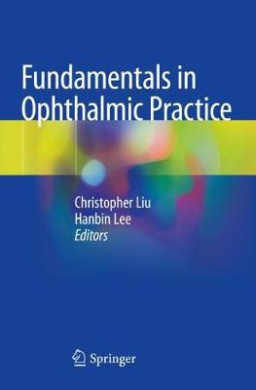 Fundamentals in
Ophthalmic Practice
Christopher Liu
Hanbin Lee
Editors
Springer